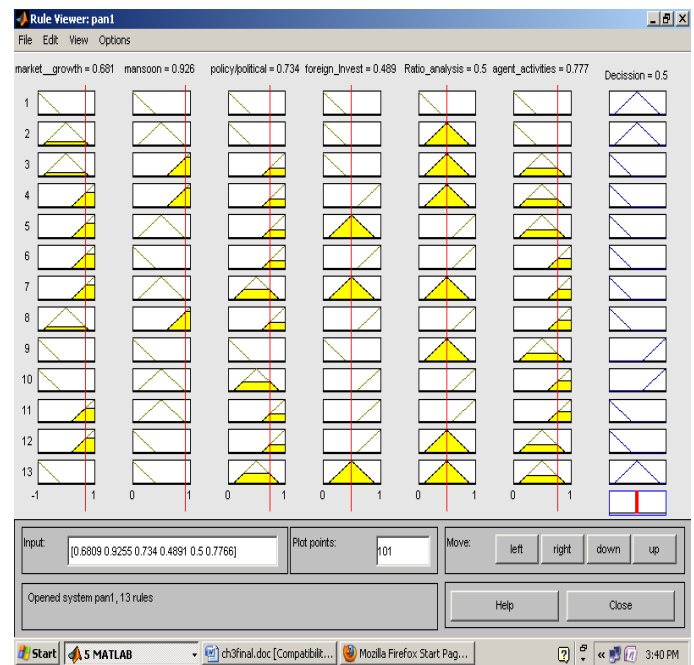 Rule Viewer: pan1
File Edit View Options
market__growth = 0.681 mansoon = 0.926 policy/political = 0.734 foreign_Invest = 0.489 Ratio_analysis = 0.5 agent_activities = 0.777 Decission = 0.5
1
2
3
4
5
6
7
8
9
10
11
12
13
-1 1 0 1 0 1 0 1 0 1 0 1
Input: [0.6809 0.9255 0.734 0.4891 0.5 0.7766] Plot points: 101 Move: left right down up
Opened system pan1, 13 rules Help Close
Start 5 MATLAB ch3final.doc [Compatibilit... Mozilla Firefox Start Pag... ? « 3:40 PM